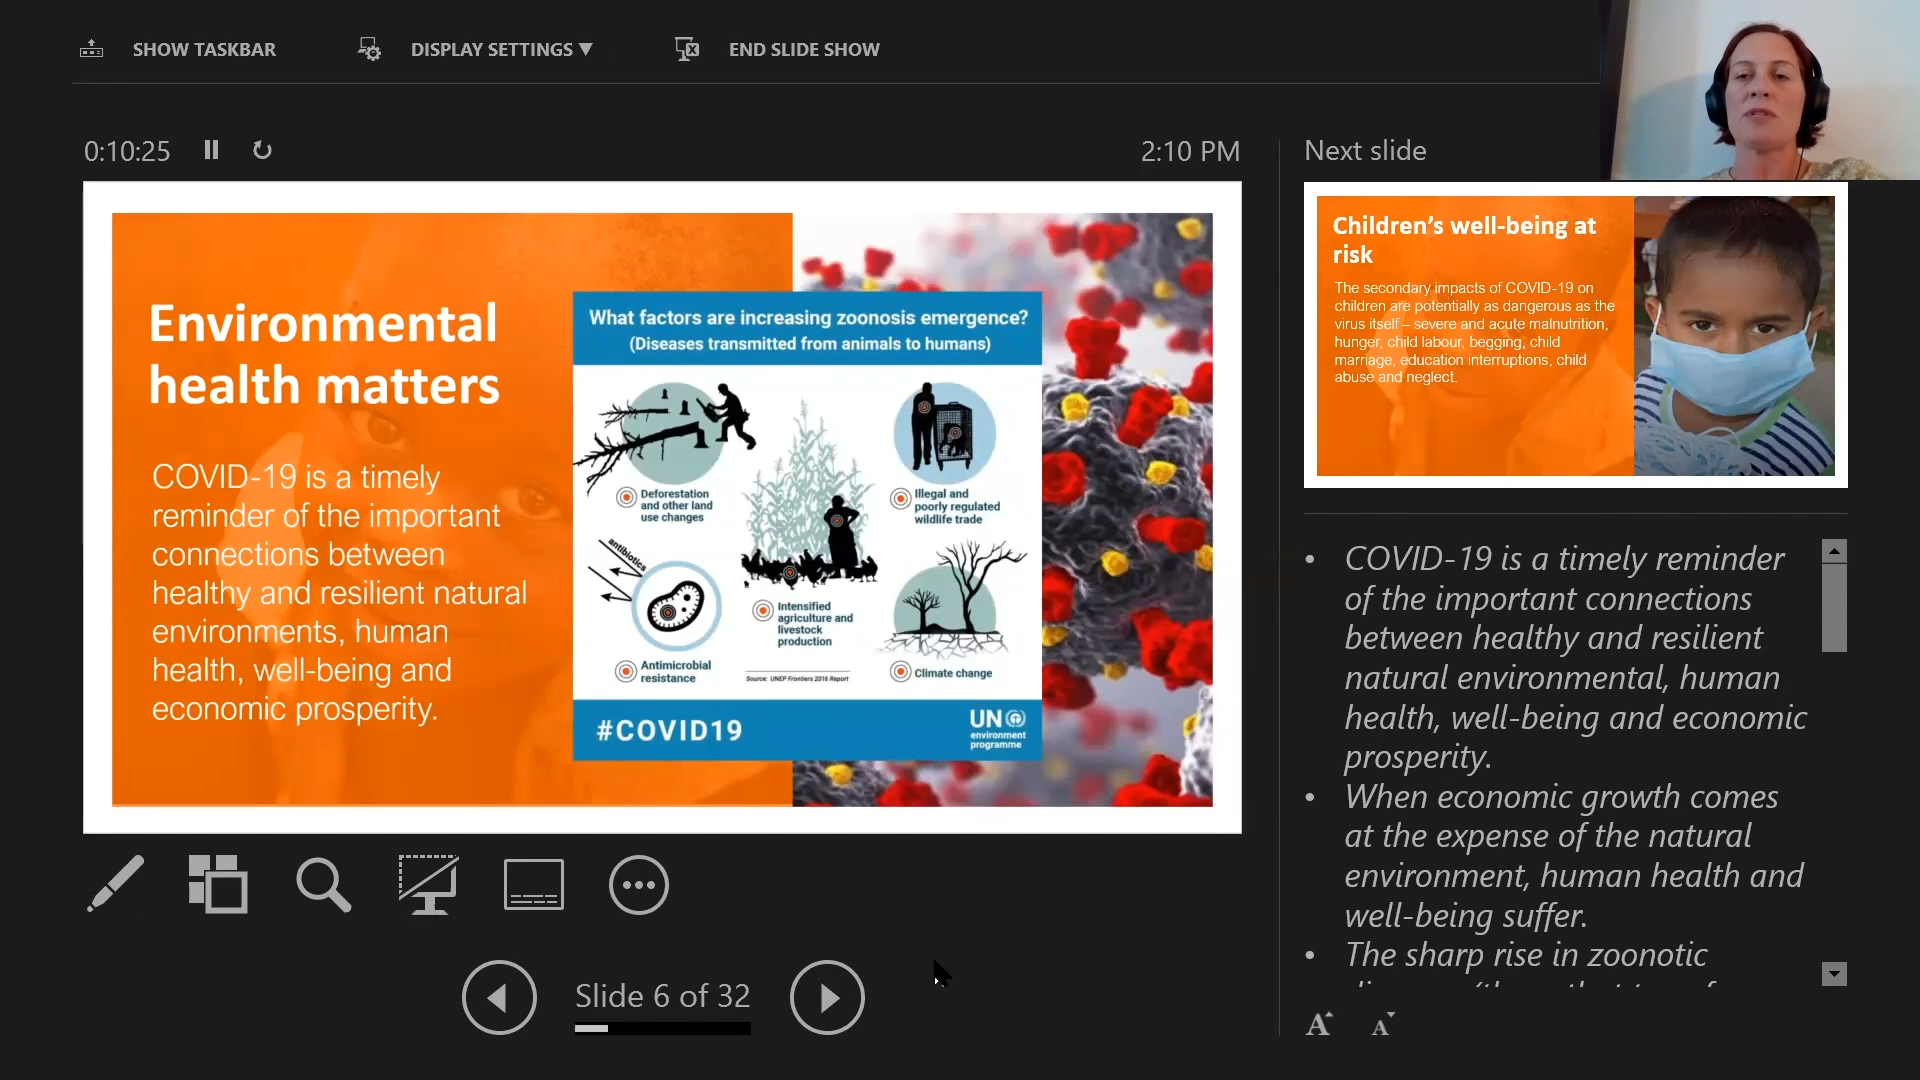 SHOW TASKBAR
DISPLAY SETTINGS ▼
END SLIDE SHOW
0:10:25
2:10 PM
Environmental
health matters
COVID-19 is a timely
reminder of the important
connections between
healthy and resilient natural
environments, human
health, well-being and
economic prosperity.
What factors are increasing zoonosis emergence?
(Diseases transmitted from animals to humans)
Deforestation
and other land
use changes
Illegal and
poorly regulated
wildlife trade
antibiotics
Intensified
agriculture and
livestock
production
Antimicrobial
resistance
Source: UNEP Frontiers 2016 Report
Climate change
#COVID19
UN
environment
programme
Slide 6 of 32
Next slide
Children's well-being at
risk
The secondary impacts of COVID-19 on
children are potentially as dangerous as the
virus itself – severe and acute malnutrition,
hunger, child labour, begging, child
marriage, education interruptions, child
abuse and neglect.
• COVID-19 is a timely reminder
of the important connections
between healthy and resilient
natural environmental, human
health, well-being and economic
prosperity.
• When economic growth comes
at the expense of the natural
environment, human health and
well-being suffer.
• The sharp rise in zoonotic
A A